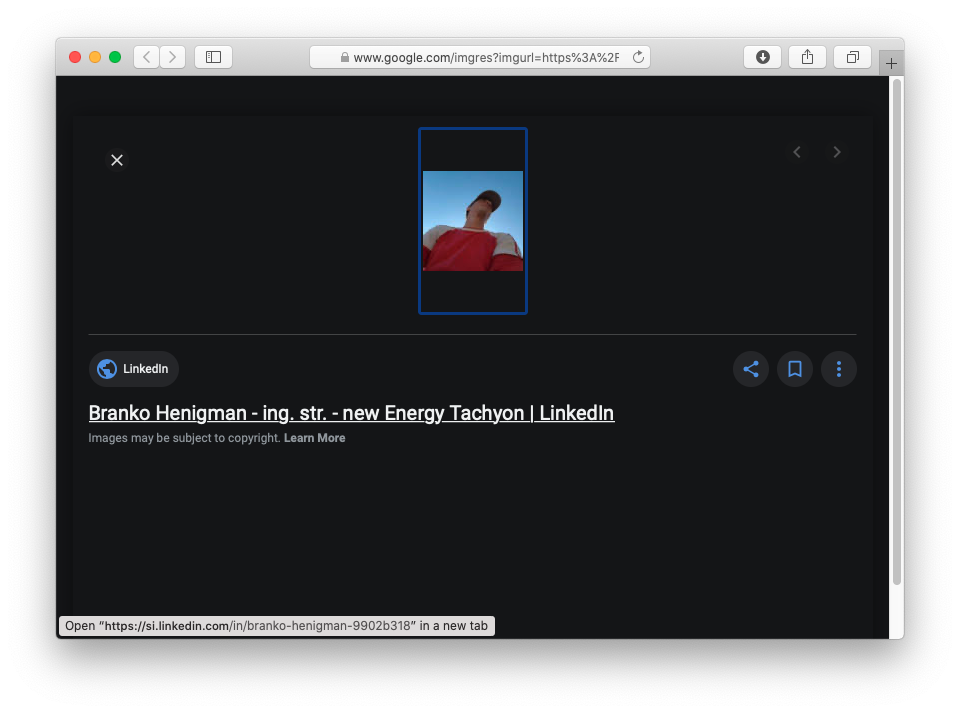 www.google.com/imgres?imgurl=https%3A%2F
LinkedIn
Branko Henigman - ing. str. - new Energy Tachyon | LinkedIn
Images may be subject to copyright. Learn More
Open “https://si.linkedin.com/in/branko-henigman-9902b318” in a new tab